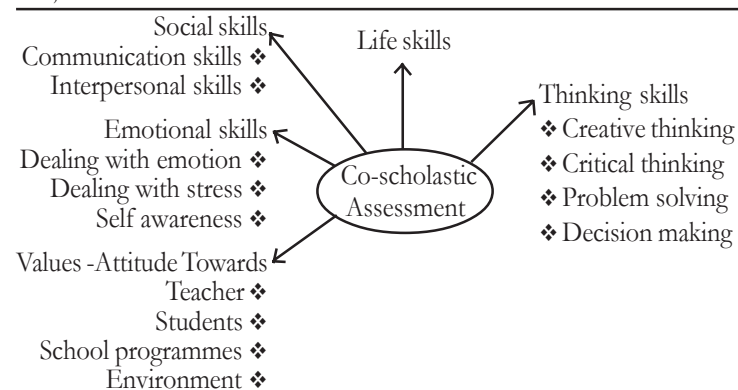 Social skills
Communication skills ❖
Interpersonal skills ❖
Life skills
Emotional skills
Dealing with emotion ❖
Dealing with stress ❖
Self awareness ❖
Co-scholastic
Assessment
Thinking skills
❖ Creative thinking
❖ Critical thinking
❖ Problem solving
❖ Decision making
Values -Attitude Towards
Teacher ❖
Students ❖
School programmes ❖
Environment ❖